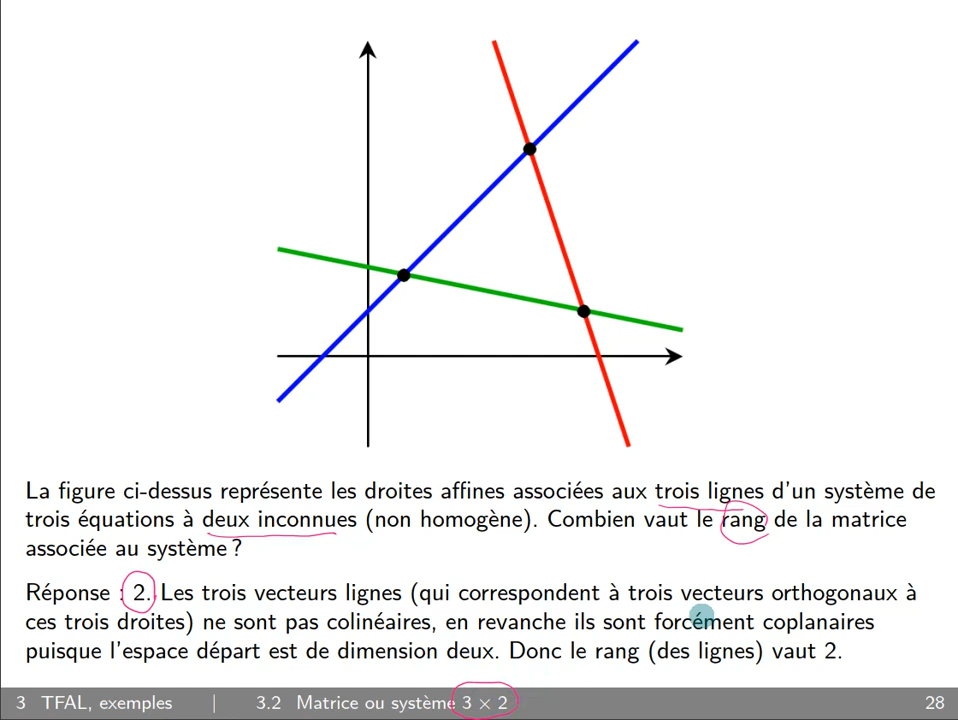 La figure ci-dessus représente les droites affines associées aux trois lignes d'un système de
trois équations à deux inconnues (non homogène). Combien vaut le rang de la matrice
associée au système ?
Réponse : 2. Les trois vecteurs lignes (qui correspondent à trois vecteurs orthogonaux à
ces trois droites) ne sont pas colinéaires, en revanche ils sont forcément coplanaires
puisque l'espace départ est de dimension deux. Donc le rang (des lignes) vaut 2.
3 TFAL, exemples | 3.2 Matrice ou système 3 × 2 28